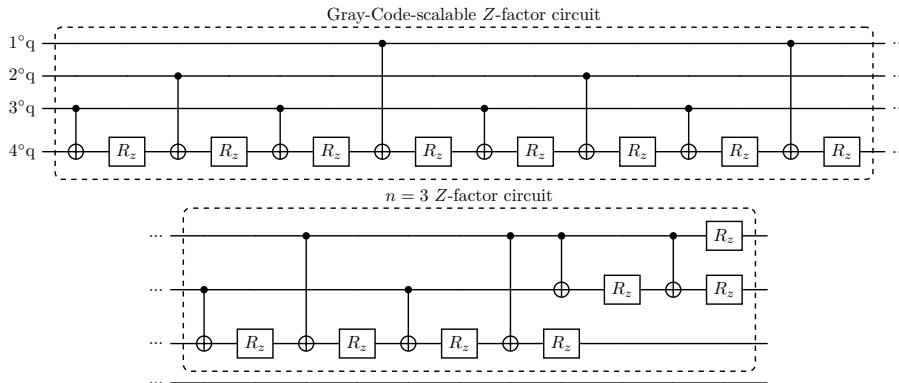 Gray-Code-scalable Z-factor circuit
1°q
2°q
3°q
4°q R_z R_z R_z R_z R_z R_z R_z R_z
...
...
...
...
n = 3 Z-factor circuit
... R_z
... R_z R_z
... R_z R_z R_z R_z
...